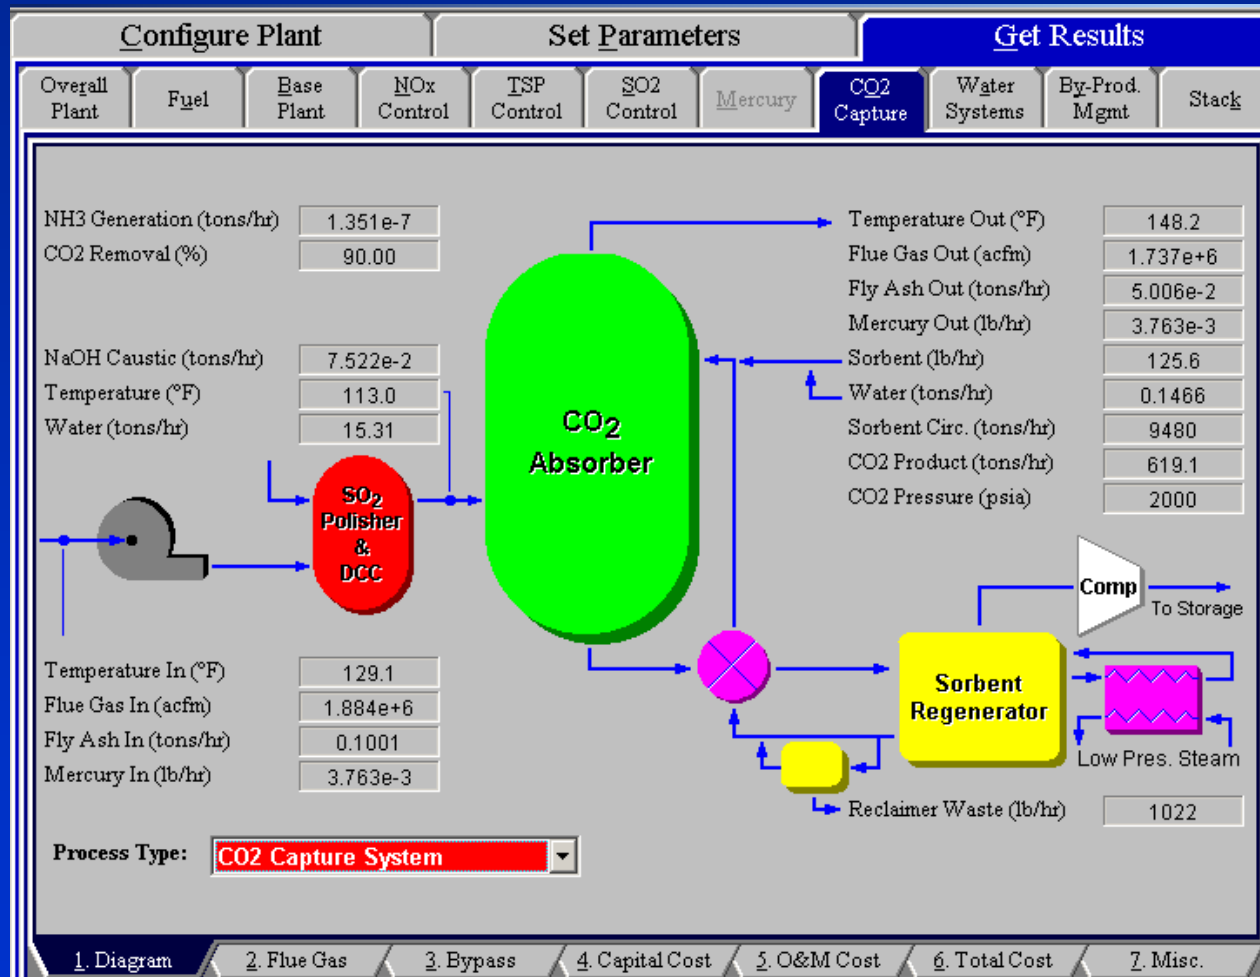 Configure Plant
Set Parameters
Get Results
Overall Plant
Fuel
Base Plant
NOx Control
TSP Control
SO2 Control
Mercury
CO2 Capture
Water Systems
By-Prod. Mgmt
Stack
NH3 Generation (tons/hr) 1.351e-7
CO2 Removal (%) 90.00
NaOH Caustic (tons/hr) 7.522e-2
Temperature (°F) 113.0
Water (tons/hr) 15.31
Temperature Out (°F) 148.2
Flue Gas Out (acfm) 1.737e+6
Fly Ash Out (tons/hr) 5.006e-2
Mercury Out (lb/hr) 3.763e-3
Sorbent (lb/hr) 125.6
Water (tons/hr) 0.1466
Sorbent Circ. (tons/hr) 9480
CO2 Product (tons/hr) 619.1
CO2 Pressure (psia) 2000
CO2
Absorber
SO2
Polisher
&
DCC
Comp
To Storage
Sorbent
Regenerator
Low Pres. Steam
Temperature In (°F) 129.1
Flue Gas In (acfm) 1.884e+6
Fly Ash In (tons/hr) 0.1001
Mercury In (lb/hr) 3.763e-3
Reclaimer Waste (lb/hr) 1022
Process Type: CO2 Capture System
1. Diagram
2. Flue Gas
3. Bypass
4. Capital Cost
5. O&M Cost
6. Total Cost
7. Misc.